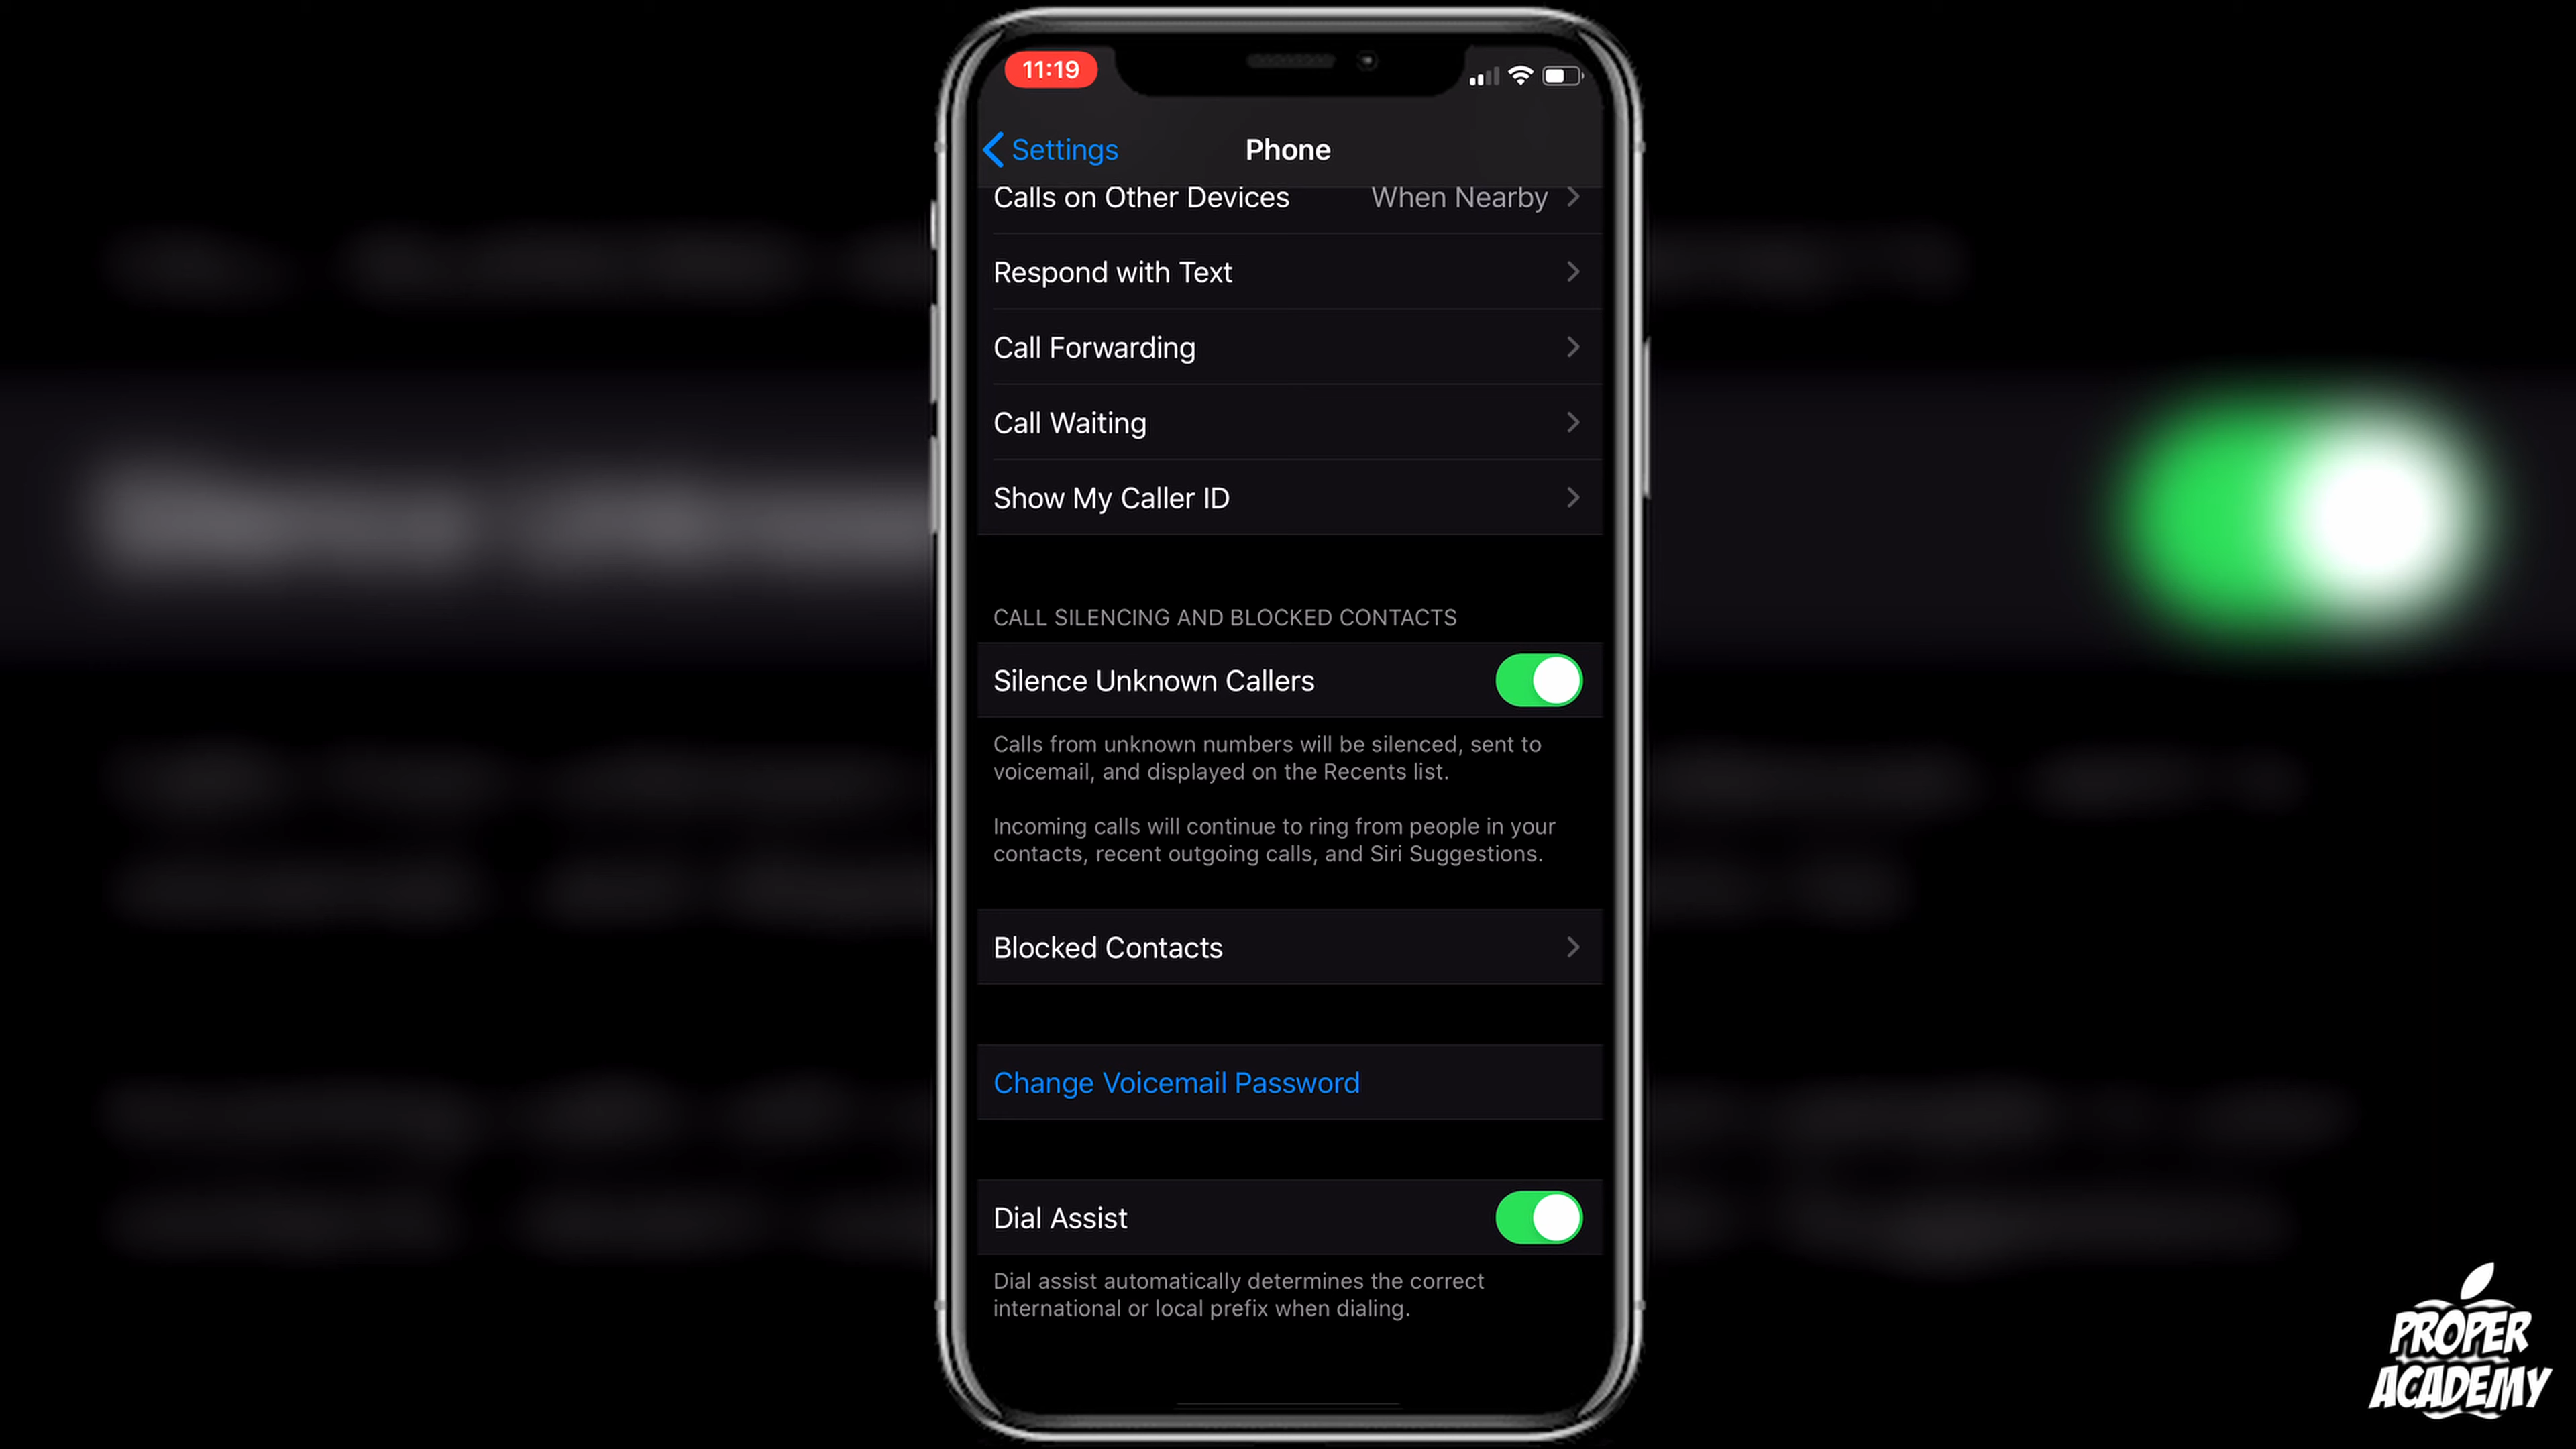 11:19
Settings
Phone
Calls on Other Devices When Nearby
Respond with Text
Call Forwarding
Call Waiting
Show My Caller ID
CALL SILENCING AND BLOCKED CONTACTS
Silence Unknown Callers
Calls from unknown numbers will be silenced, sent to
voicemail, and displayed on the Recents list.
Incoming calls will continue to ring from people in your
contacts, recent outgoing calls, and Siri Suggestions.
Blocked Contacts
Change Voicemail Password
Dial Assist
Dial assist automatically determines the correct
international or local prefix when dialing.
PROPER
ACADEMY